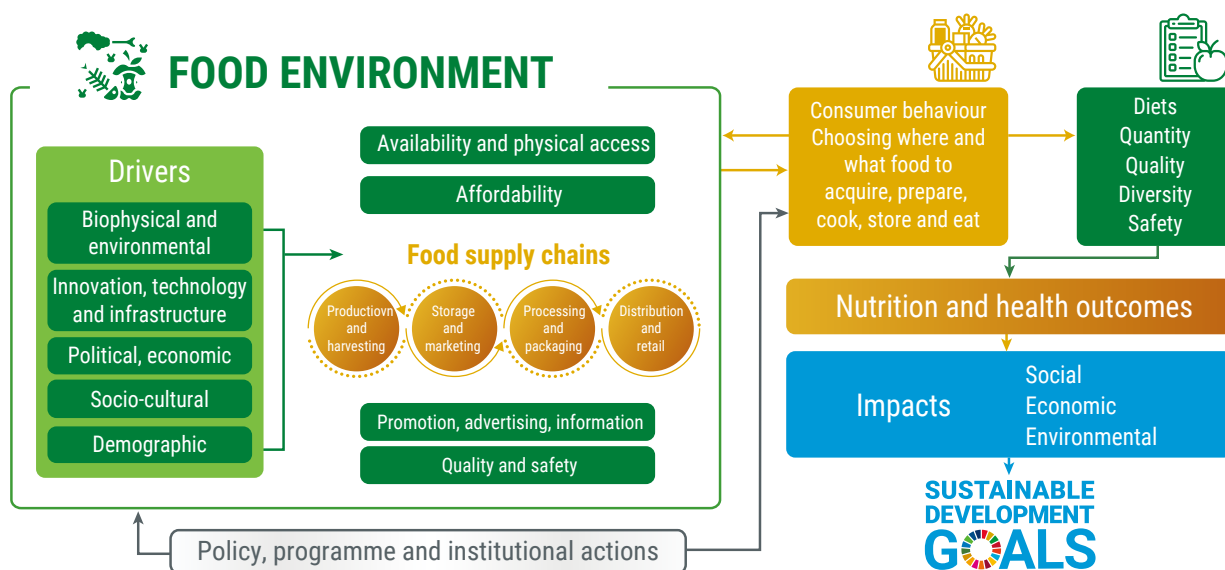 FOOD ENVIRONMENT
Drivers
Biophysical and
environmental
Innovation, technology
and infrastructure
Political, economic
Socio-cultural
Demographic
Availability and physical access
Affordability
Food supply chains
Productiovn
and
harvesting
Storage
and
marketing
Processing
and
packaging
Distribution
and
retail
Promotion, advertising, information
Quality and safety
Policy, programme and institutional actions
Consumer behaviour
Choosing where and
what food to
acquire, prepare,
cook, store and eat
Diets
Quantity
Quality
Diversity
Safety
Nutrition and health outcomes
Impacts
Social
Economic
Environmental
SUSTAINABLE
DEVELOPMENT
GOALS